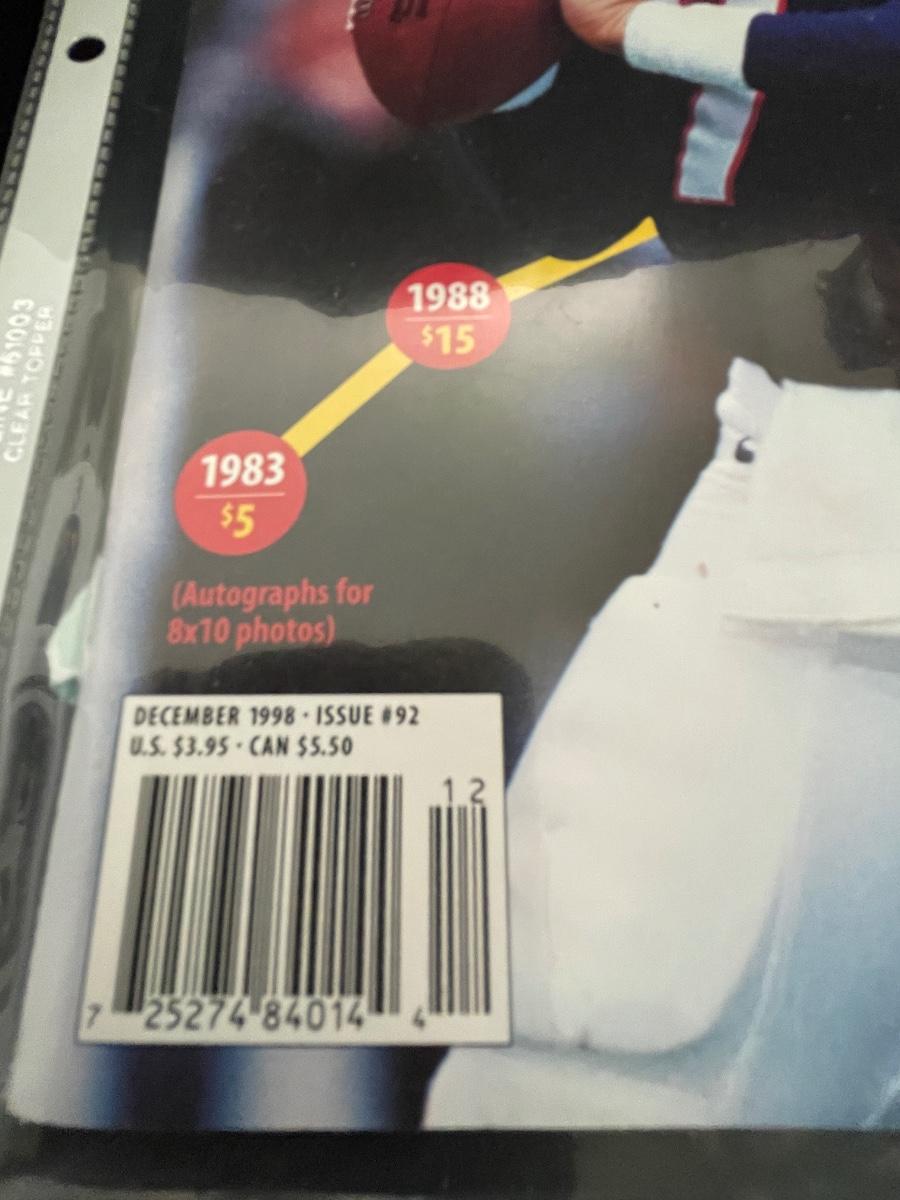 #61003
CLEAR TOPPER
1988
$15
1983
$5
(Autographs for
8x10 photos)
DECEMBER 1998 · ISSUE #92
U.S. $3.95 · CAN $5.50
12
7 25274 84014 4